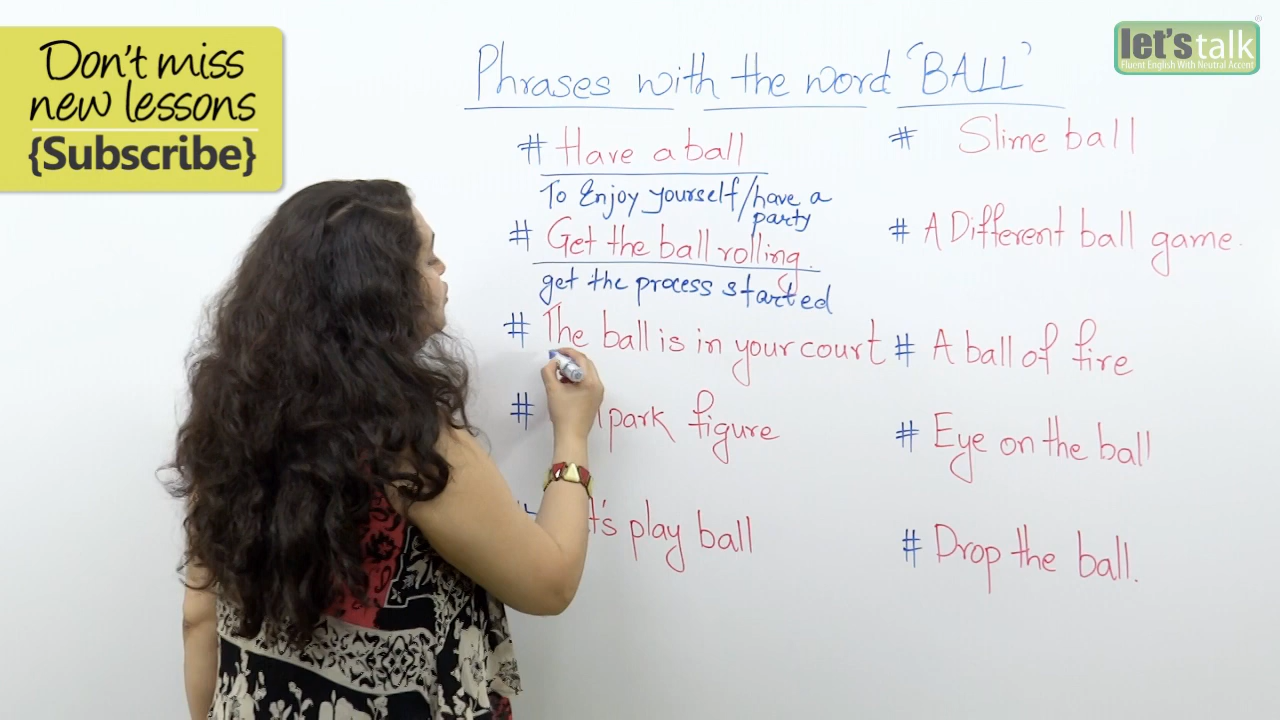 Don't miss
new lessons
{Subscribe}
let's talk
®
Fluent English With Neutral Accent
Phrases with the word 'BALL'
# Have a ball
To Enjoy yourself/have a
party
# Get the ball rolling.
get the process started
# The ball is in your court
# park figure
# play ball
# Slime ball
# A Different ball game.
# A ball of fire
# Eye on the ball
# Drop the ball.